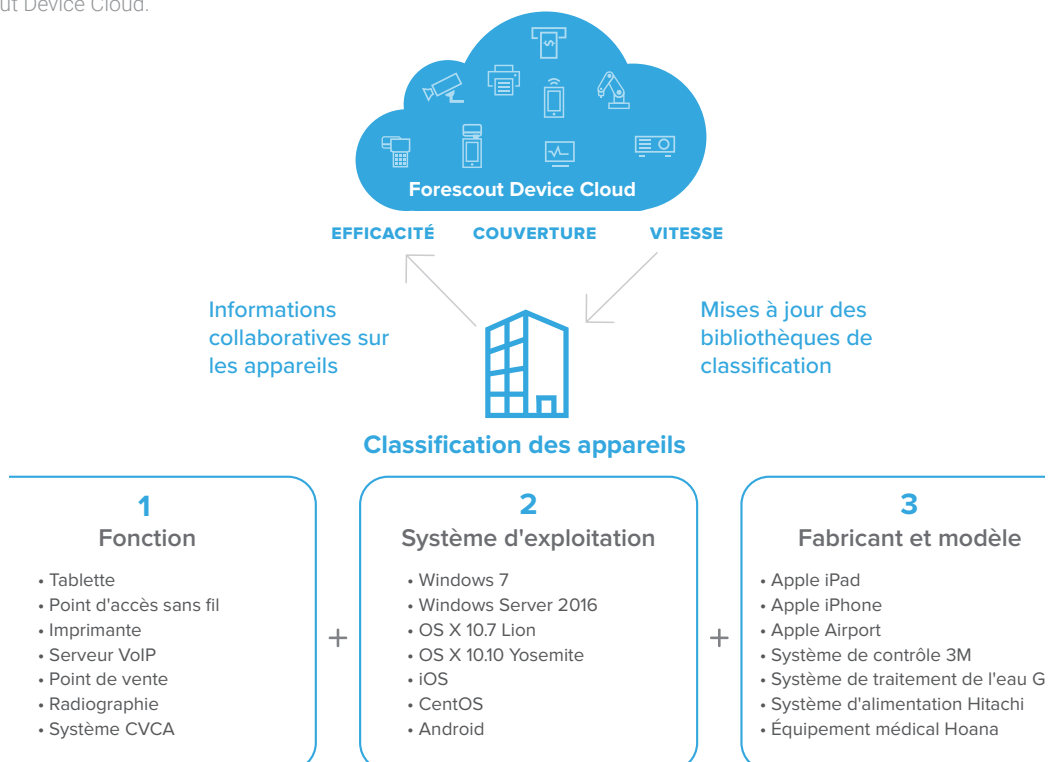 ut Device Cloud.
Forescout Device Cloud
EFFICACITÉ COUVERTURE VITESSE
Informations
collaboratives sur
les appareils
Mises à jour des
bibliothèques de
classification
Classification des appareils
1
Fonction
• Tablette
• Point d'accès sans fil
• Imprimante
• Serveur VoIP
• Point de vente
• Radiographie
• Système CVCA
+
2
Système d'exploitation
• Windows 7
• Windows Server 2016
• OS X 10.7 Lion
• OS X 10.10 Yosemite
• iOS
• CentOS
• Android
+
3
Fabricant et modèle
• Apple iPad
• Apple iPhone
• Apple Airport
• Système de contrôle 3M
• Système de traitement de l'eau G
• Système d'alimentation Hitachi
• Équipement médical Hoana